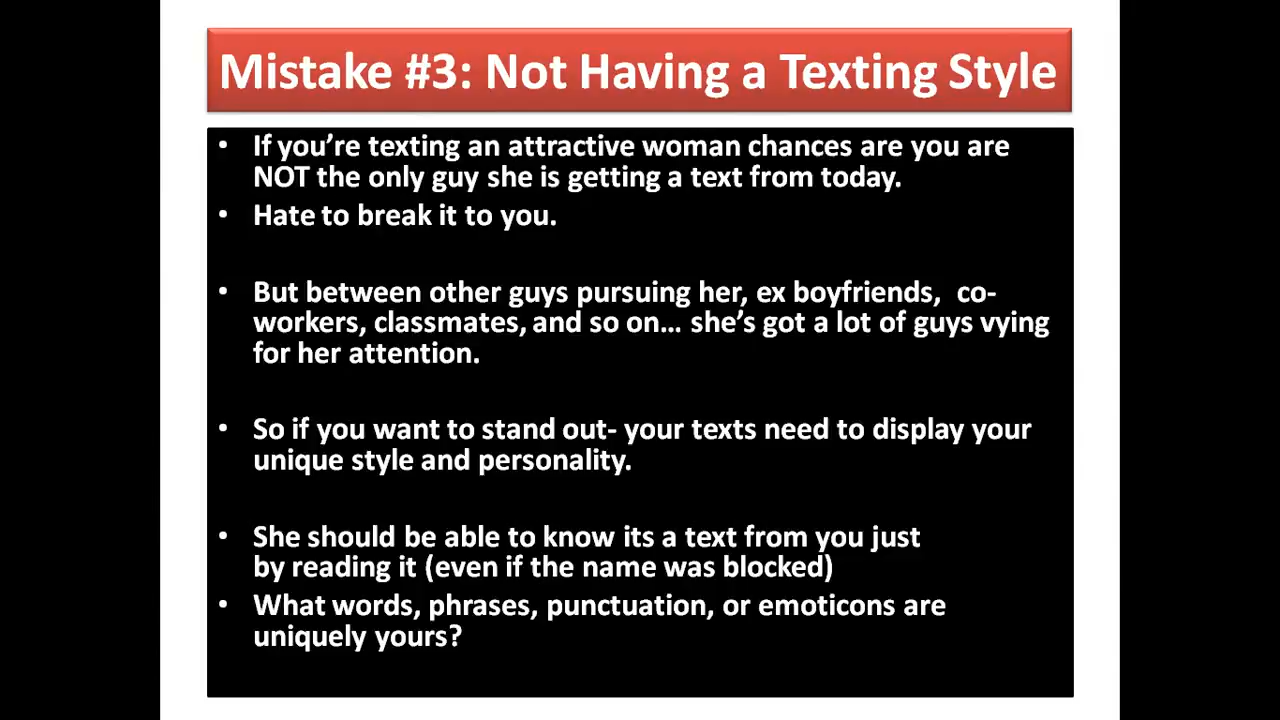 Mistake #3: Not Having a Texting Style
• If you’re texting an attractive woman chances are you are
NOT the only guy she is getting a text from today.
• Hate to break it to you.
• But between other guys pursuing her, ex boyfriends, co-
workers, classmates, and so on… she’s got a lot of guys vying
for her attention.
• So if you want to stand out- your texts need to display your
unique style and personality.
• She should be able to know its a text from you just
by reading it (even if the name was blocked)
• What words, phrases, punctuation, or emoticons are
uniquely yours?